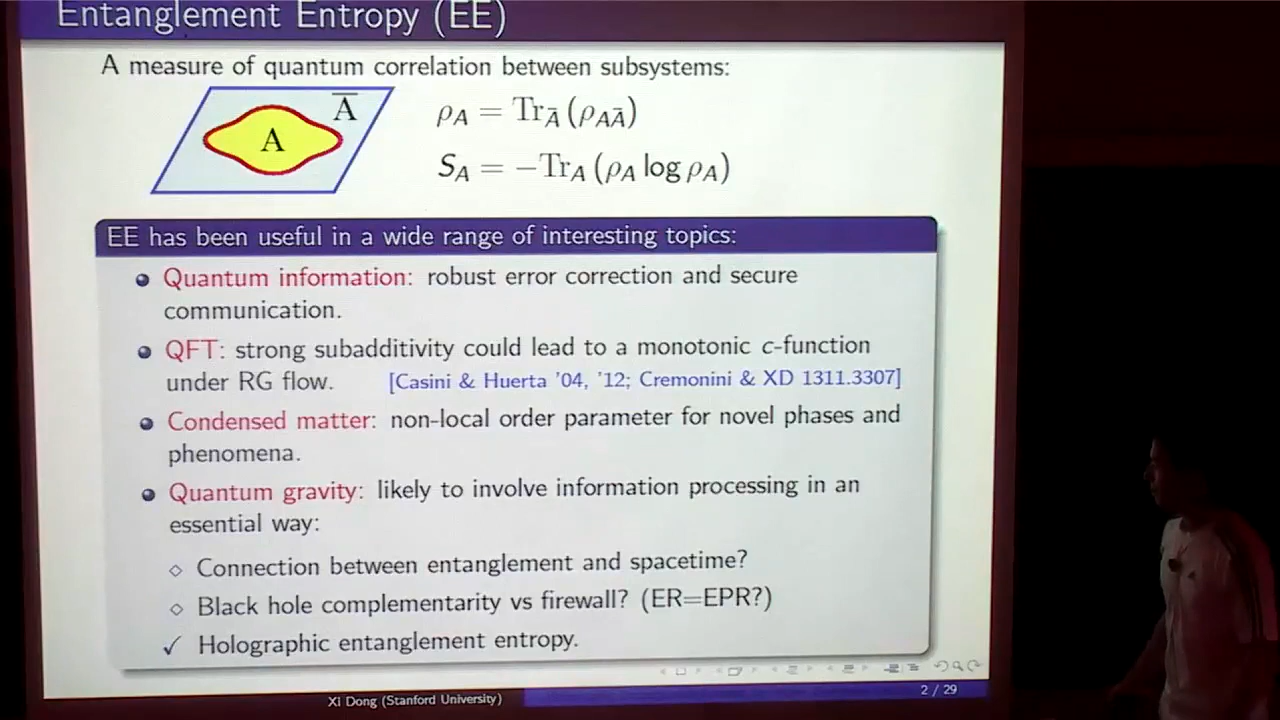 Entanglement Entropy (EE)
A measure of quantum correlation between subsystems:
A̅
A
ρ_A = Tr_Ā (ρ_AĀ)
S_A = −Tr_A (ρ_A log ρ_A)
EE has been useful in a wide range of interesting topics:
Quantum information: robust error correction and secure
communication.
QFT: strong subadditivity could lead to a monotonic c-function
under RG flow. [Casini & Huerta '04, '12; Cremonini & XD 1311.3307]
Condensed matter: non-local order parameter for novel phases and
phenomena.
Quantum gravity: likely to involve information processing in an
essential way:
◇ Connection between entanglement and spacetime?
◇ Black hole complementarity vs firewall? (ER=EPR?)
✓ Holographic entanglement entropy.
Xi Dong (Stanford University)
2 / 29